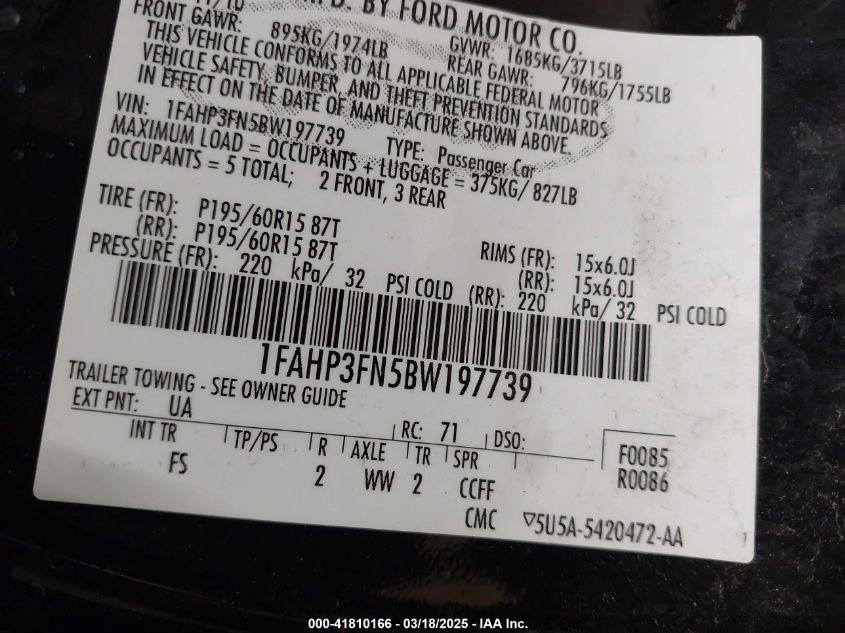 BY FORD MOTOR CO.
FRONT GAWR: GVWR: 1685KG/3715LB
895KG/1974LB REAR GAWR: 796KG/1755LB
THIS VEHICLE CONFORMS TO ALL APPLICABLE FEDERAL MOTOR
VEHICLE SAFETY, BUMPER, AND THEFT PREVENTION STANDARDS
IN EFFECT ON THE DATE OF MANUFACTURE SHOWN ABOVE.
VIN: 1FAHP3FN5BW197739 TYPE: Passenger Car
MAXIMUM LOAD = OCCUPANTS + LUGGAGE = 375KG/ 827LB
OCCUPANTS = 5 TOTAL; 2 FRONT, 3 REAR
TIRE (FR): P195/60R15 87T RIMS (FR): 15x6.0J
(RR): P195/60R15 87T (RR): 15x6.0J
PRESSURE (FR): 220 kPa/ 32 PSI COLD (RR): 220 kPa/ 32 PSI COLD
1FAHP3FN5BW197739
TRAILER TOWING - SEE OWNER GUIDE
EXT PNT: UA RC: 71 DSO: F0085
INT TR TP/PS R AXLE TR SPR R0086
FS 2 WW 2 CCFF
CMC ▽5U5A-5420472-AA
000-41810166 - 03/18/2025 - IAA Inc.